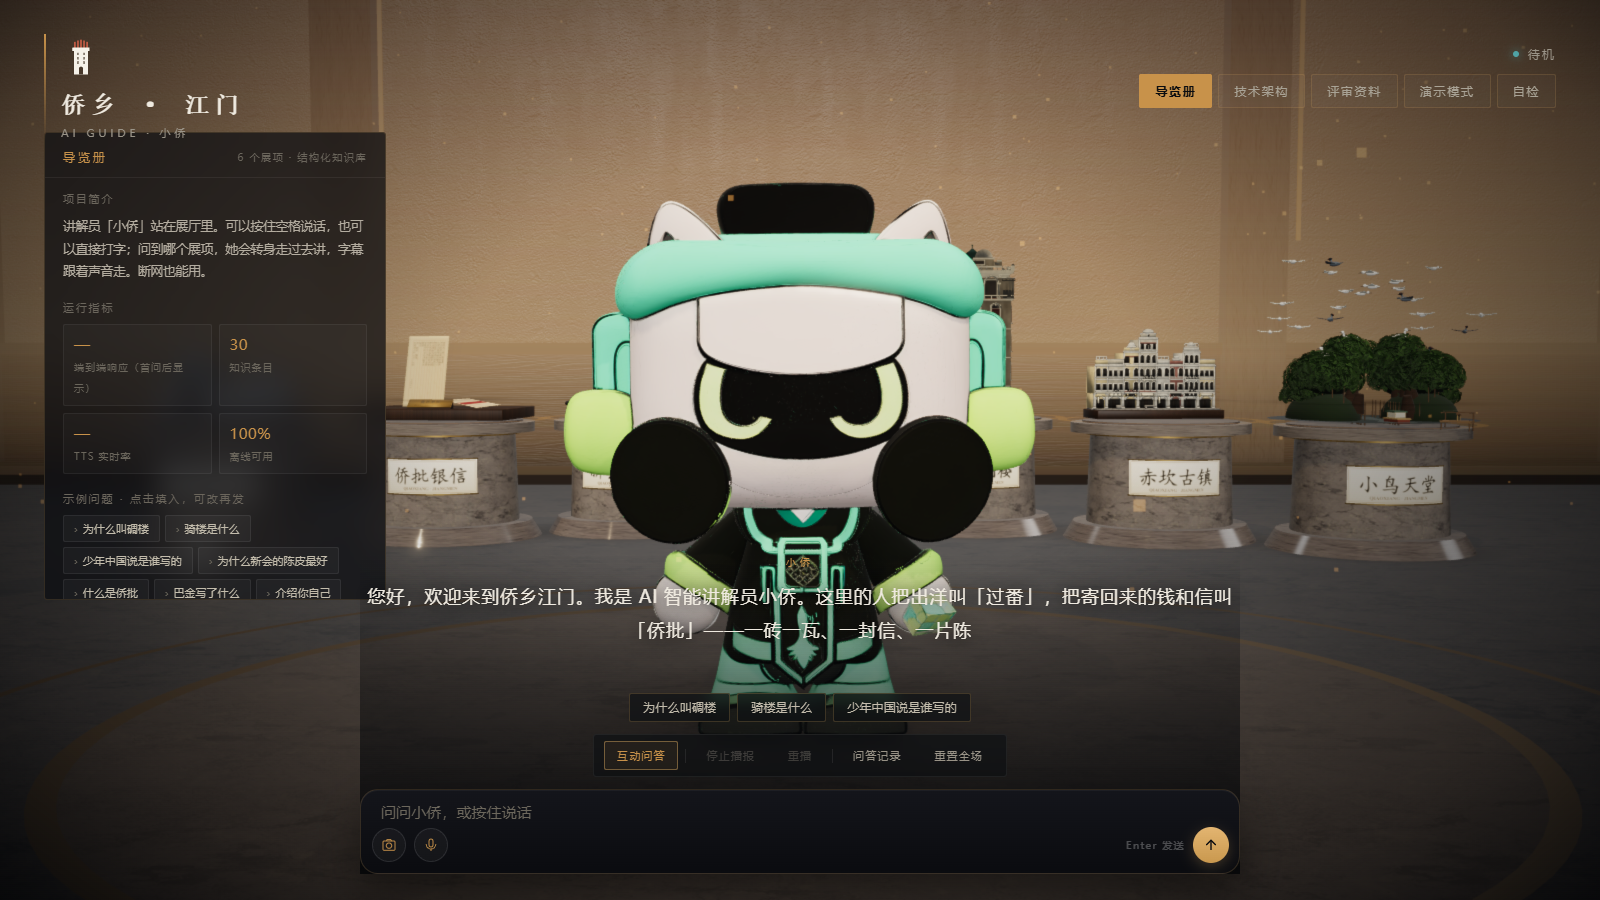 侨乡 • 江门
AI GUIDE · 小侨
待机
导览册
技术架构
评审资料
演示模式
自检
导览册
6 个展项 · 结构化知识库
项目简介
讲解员「小侨」站在展厅里。可以按住空格说话，也可
以直接打字；问到哪个展项，她会转身走过去讲，字幕
跟着声音走。断网也能用。
运行指标
—
端到端响应（首问后显
示）
30
知识条目
—
TTS 实时率
100%
离线可用
示例问题 · 点击填入，可改再发
› 为什么叫碉楼
› 骑楼是什么
› 少年中国说是谁写的
› 为什么新会的陈皮最好
› 什么是侨批
› 巴金写了什么
› 介绍你自己
侨批银信
赤坎古镇
小鸟天堂
小侨
您好，欢迎来到侨乡江门。我是 AI 智能讲解员小侨。这里的人把出洋叫「过番」，把寄回来的钱和信叫
「侨批」——一砖一瓦、一封信、一片陈
为什么叫碉楼
骑楼是什么
少年中国说是谁写的
互动问答
停止播报
重播
问答记录
重置全场
问问小侨，或按住说话
Enter 发送